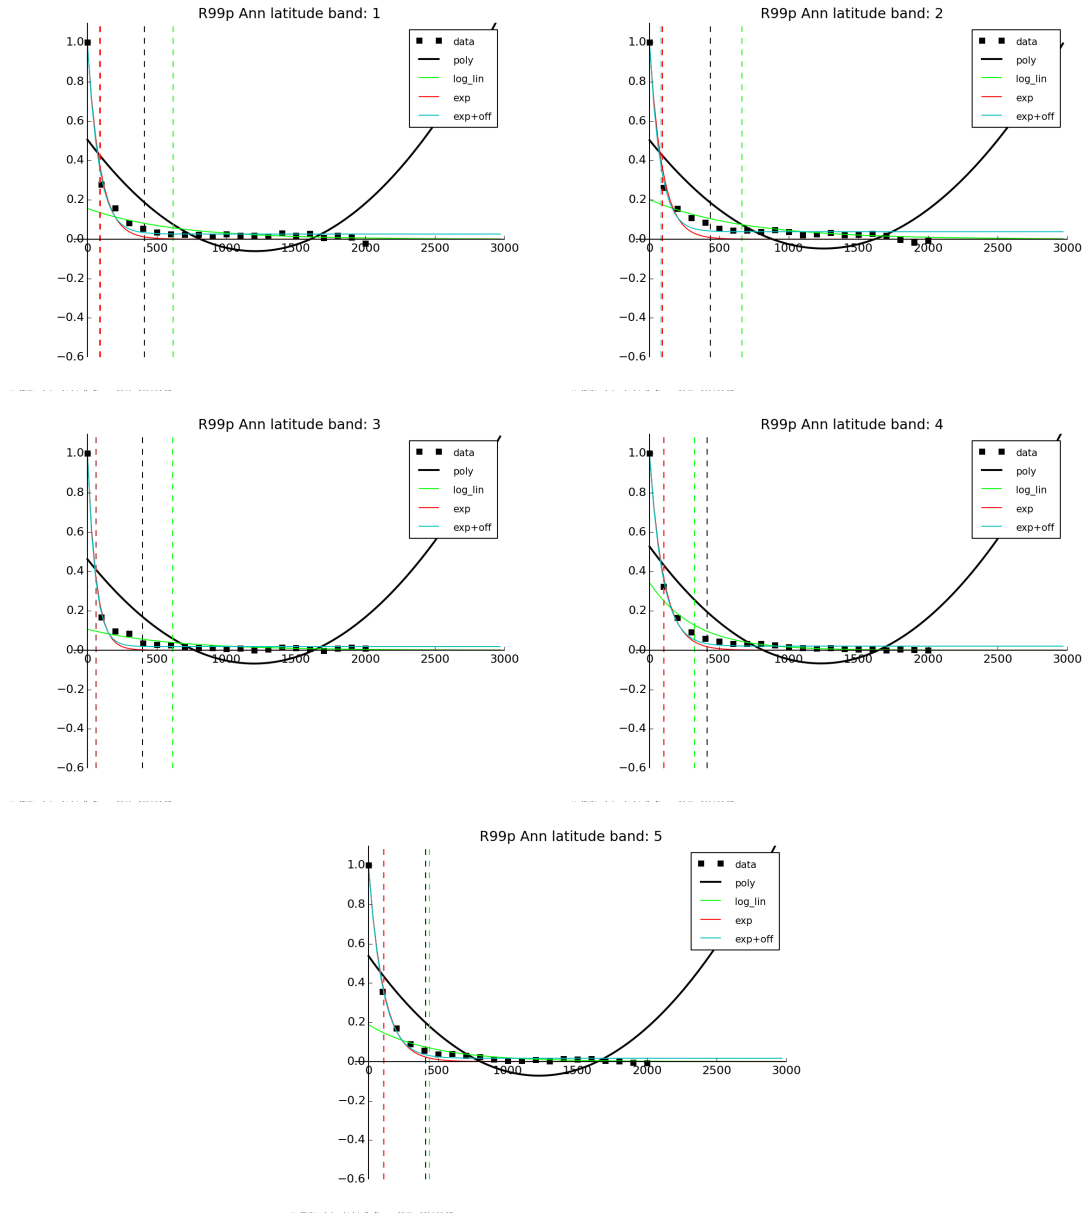 R99p Ann latitude band: 1
1.0
0.8
0.6
0.4
0.2
0.0
−0.2
−0.4
−0.6
0 500 1000 1500 2000 2500 3000
data
poly
log_lin
exp
exp+off
R99p Ann latitude band: 2
1.0
0.8
0.6
0.4
0.2
0.0
−0.2
−0.4
−0.6
0 500 1000 1500 2000 2500 3000
data
poly
log_lin
exp
exp+off
R99p Ann latitude band: 3
1.0
0.8
0.6
0.4
0.2
0.0
−0.2
−0.4
−0.6
0 500 1000 1500 2000 2500 3000
data
poly
log_lin
exp
exp+off
R99p Ann latitude band: 4
1.0
0.8
0.6
0.4
0.2
0.0
−0.2
−0.4
−0.6
0 500 1000 1500 2000 2500 3000
data
poly
log_lin
exp
exp+off
R99p Ann latitude band: 5
1.0
0.8
0.6
0.4
0.2
0.0
−0.2
−0.4
−0.6
0 500 1000 1500 2000 2500 3000
data
poly
log_lin
exp
exp+off